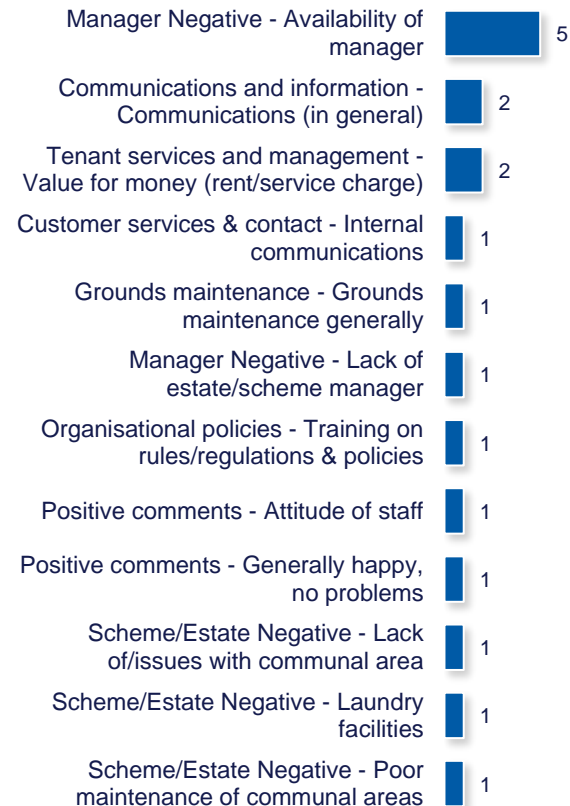 Manager Negative - Availability of
manager
5
Communications and information -
Communications (in general)
2
Tenant services and management -
Value for money (rent/service charge)
2
Customer services & contact - Internal
communications
1
Grounds maintenance - Grounds
maintenance generally
1
Manager Negative - Lack of
estate/scheme manager
1
Organisational policies - Training on
rules/regulations & policies
1
Positive comments - Attitude of staff
1
Positive comments - Generally happy,
no problems
1
Scheme/Estate Negative - Lack
of/issues with communal area
1
Scheme/Estate Negative - Laundry
facilities
1
Scheme/Estate Negative - Poor
maintenance of communal areas
1